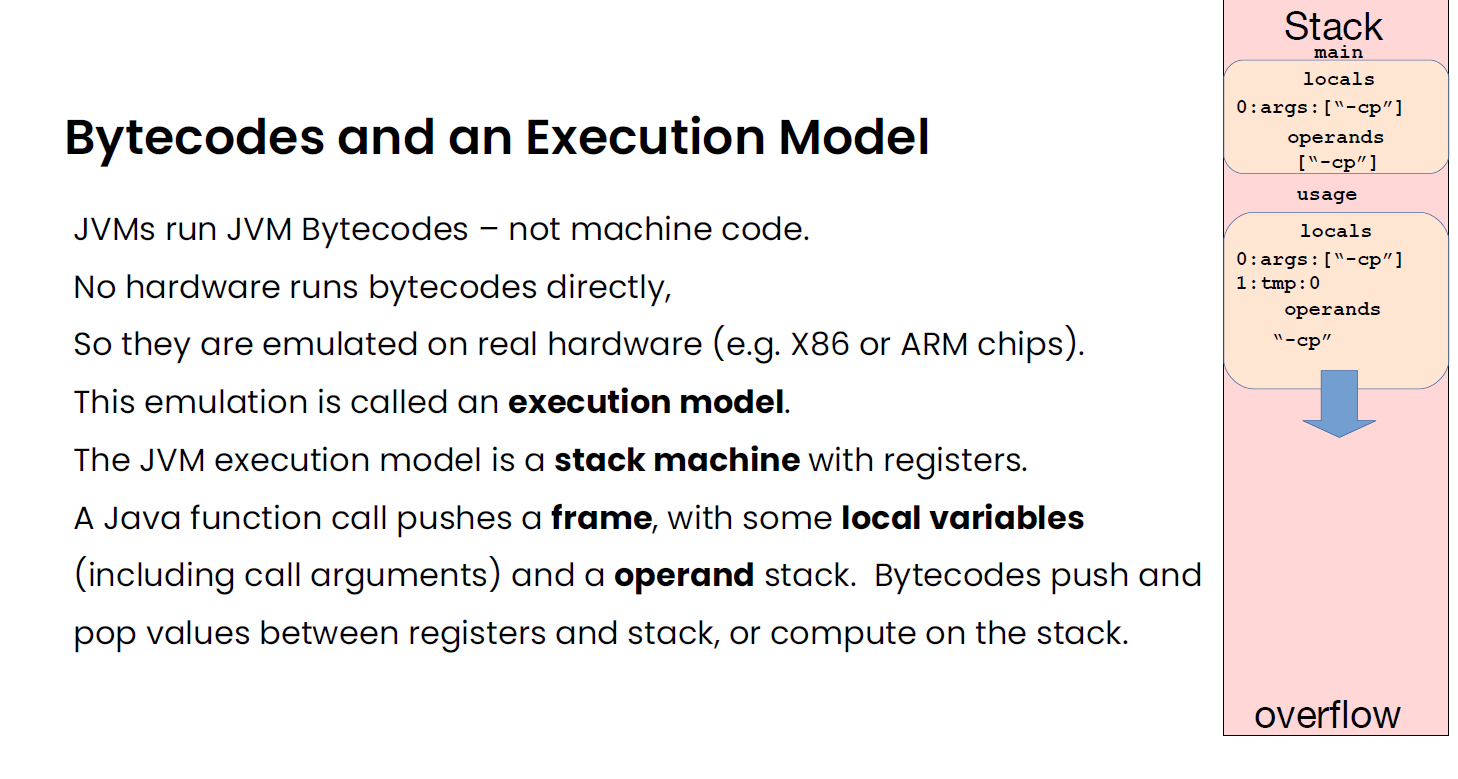 Bytecodes and an Execution Model
JVMs run JVM Bytecodes – not machine code.
No hardware runs bytecodes directly,
So they are emulated on real hardware (e.g. X86 or ARM chips).
This emulation is called an execution model.
The JVM execution model is a stack machine with registers.
A Java function call pushes a frame, with some local variables
(including call arguments) and a operand stack.  Bytecodes push and
pop values between registers and stack, or compute on the stack.
Stack
main
locals
0:args:[“-cp”]
operands
[“-cp”]
usage
locals
0:args:[“-cp”]
1:tmp:0
operands
“-cp”
overflow